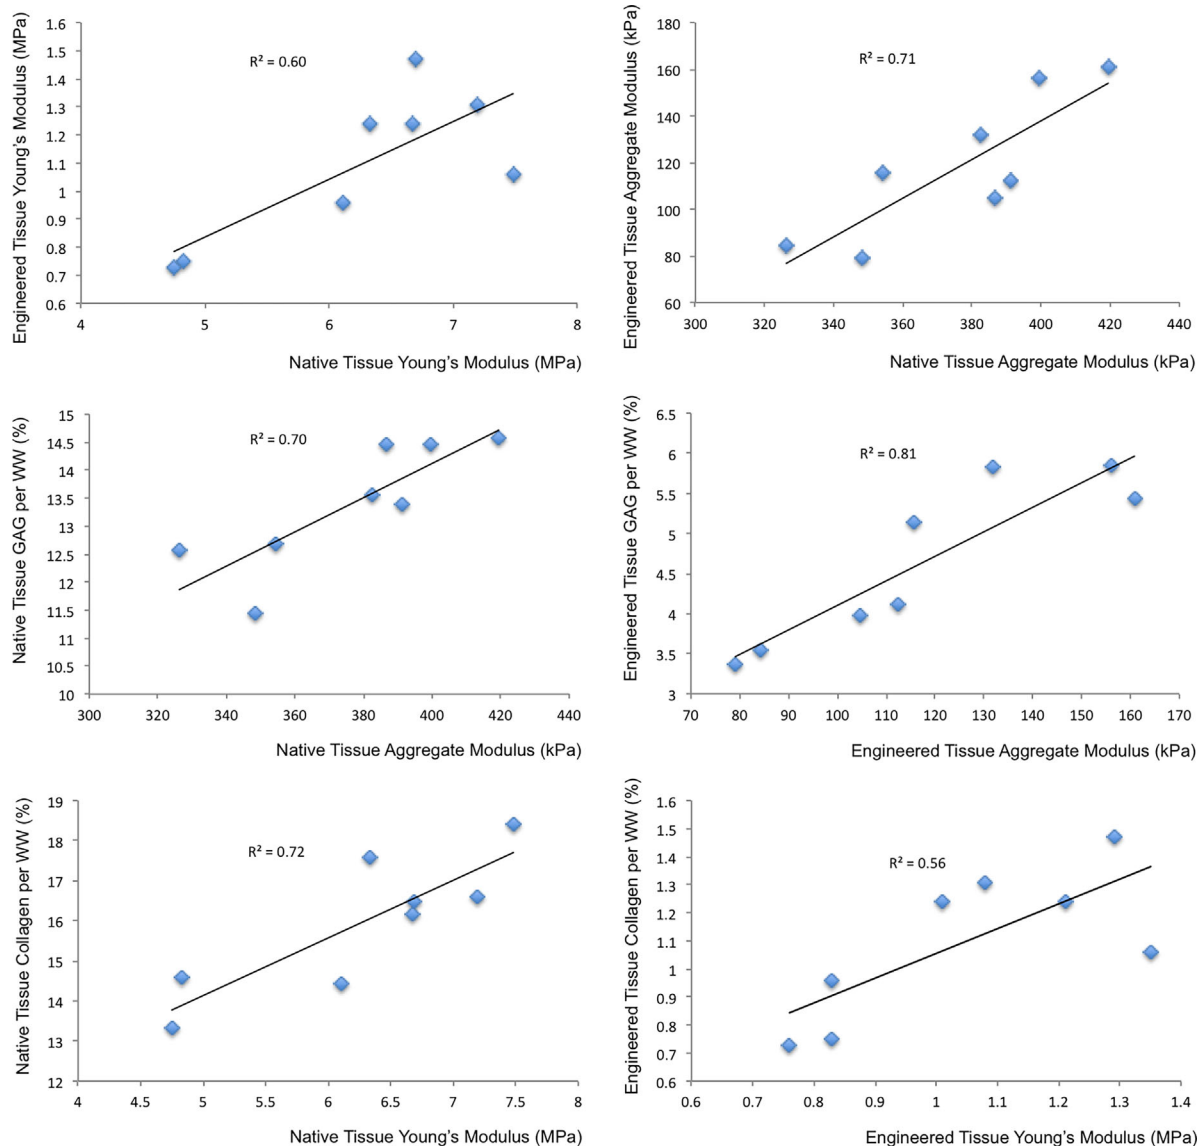 Engineered Tissue Young's Modulus (MPa)
1.6
1.5
1.4
1.3
1.2
1.1
1
0.9
0.8
0.7
0.6
R² = 0.60
4 5 6 7 8
Native Tissue Young's Modulus (MPa)
Engineered Tissue Aggregate Modulus (kPa)
180
160
140
120
100
80
60
R² = 0.71
300 320 340 360 380 400 420 440
Native Tissue Aggregate Modulus (kPa)
Native Tissue GAG per WW (%)
15
14.5
14
13.5
13
12.5
12
11.5
11
10.5
10
R² = 0.70
300 320 340 360 380 400 420 440
Native Tissue Aggregate Modulus (kPa)
Engineered Tissue GAG per WW (%)
6.5
6
5.5
5
4.5
4
3.5
3
R² = 0.81
70 80 90 100 110 120 130 140 150 160 170
Engineered Tissue Aggregate Modulus (kPa)
Native Tissue Collagen per WW (%)
19
18
17
16
15
14
13
12
R² = 0.72
4 4.5 5 5.5 6 6.5 7 7.5 8
Native Tissue Young's Modulus (MPa)
Engineered Tissue Collagen per WW (%)
1.6
1.5
1.4
1.3
1.2
1.1
1
0.9
0.8
0.7
0.6
R² = 0.56
0.6 0.7 0.8 0.9 1 1.1 1.2 1.3 1.4
Engineered Tissue Young's Modulus (MPa)